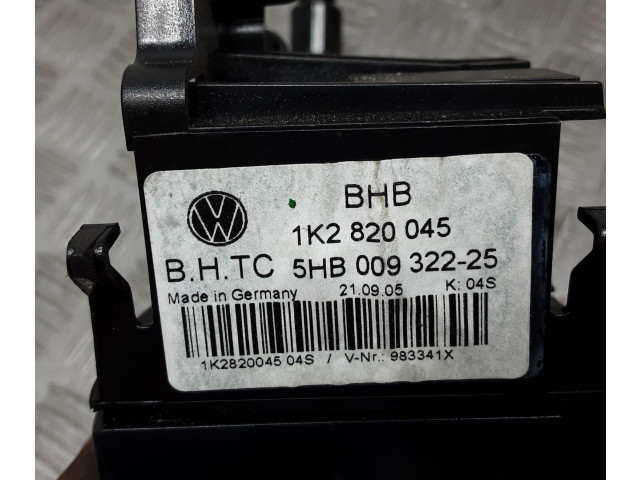 BHB
1K2 820 045
B.H.TC 5HB 009 322-25
Made in Germany 21.09.05 K: 04S
1K2820045 04S / V-Nr.: 983341X